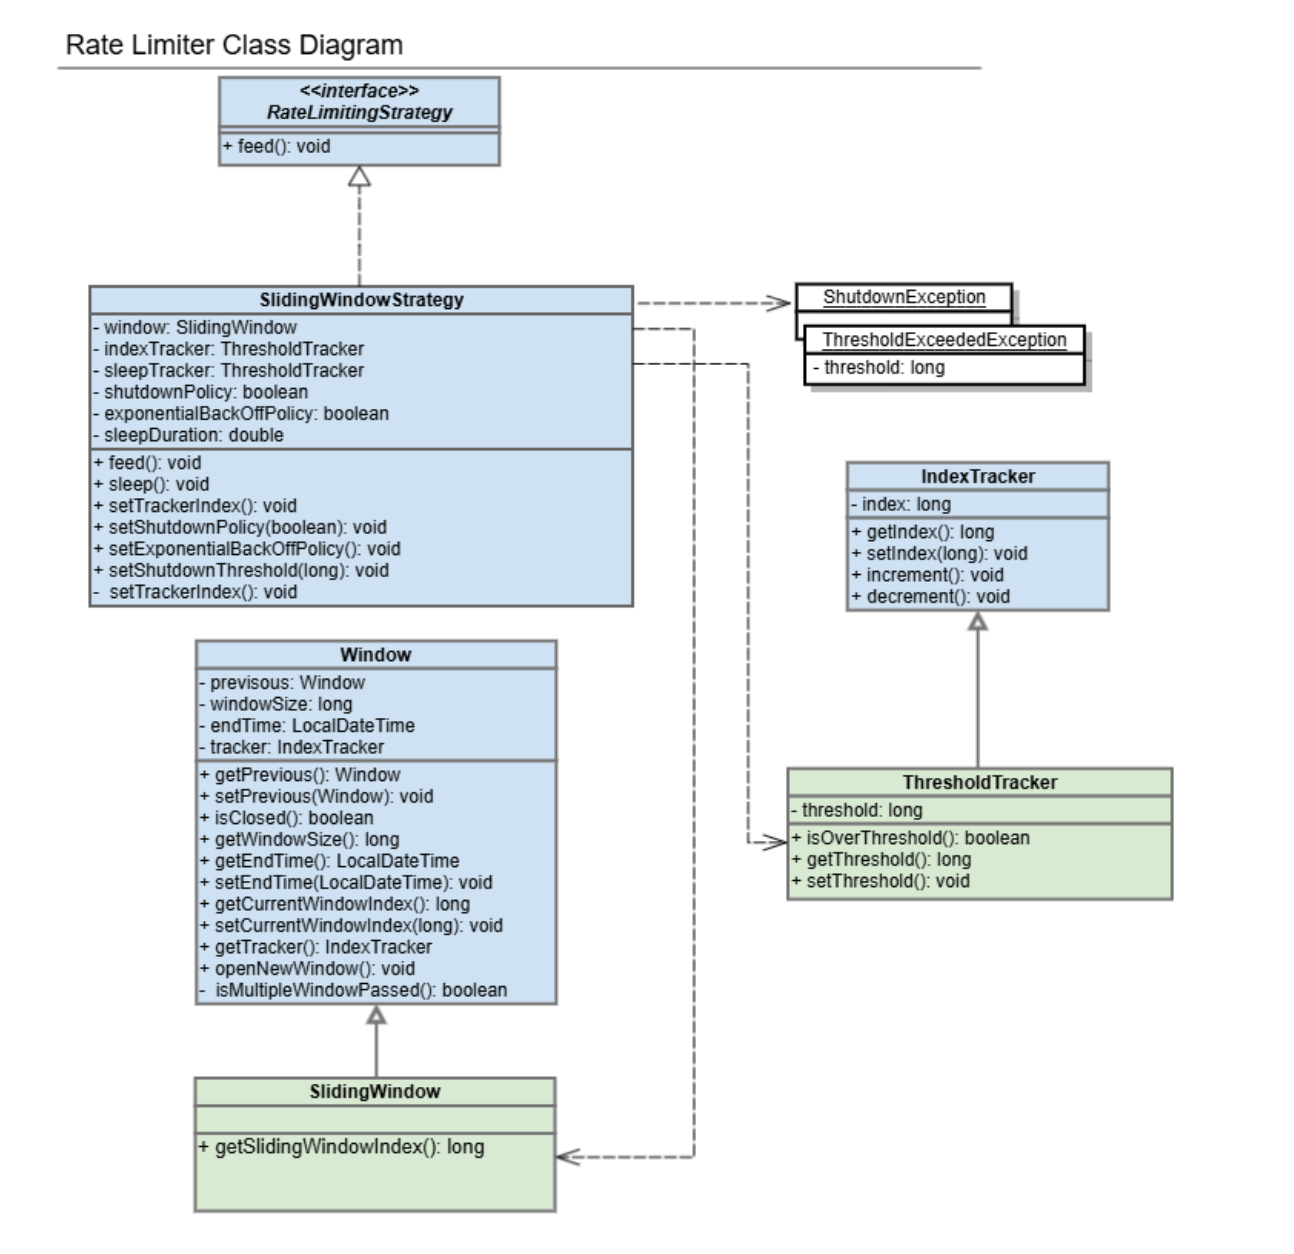 Rate Limiter Class Diagram
<<interface>>
RateLimitingStrategy
+ feed(): void
SlidingWindowStrategy
- window: SlidingWindow
- indexTracker: ThresholdTracker
- sleepTracker: ThresholdTracker
- shutdownPolicy: boolean
- exponentialBackOffPolicy: boolean
- sleepDuration: double
+ feed(): void
+ sleep(): void
+ setTrackerIndex(): void
+ setShutdownPolicy(boolean): void
+ setExponentialBackOffPolicy(): void
+ setShutdownThreshold(long): void
- setTrackerIndex(): void
ShutdownException
ThresholdExceededException
- threshold: long
IndexTracker
- index: long
+ getIndex(): long
+ setIndex(long): void
+ increment(): void
+ decrement(): void
Window
- previsous: Window
- windowSize: long
- endTime: LocalDateTime
- tracker: IndexTracker
+ getPrevious(): Window
+ setPrevious(Window): void
+ isClosed(): boolean
+ getWindowSize(): long
+ getEndTime(): LocalDateTime
+ setEndTime(LocalDateTime): void
+ getCurrentWindowIndex(): long
+ setCurrentWindowIndex(long): void
+ getTracker(): IndexTracker
+ openNewWindow(): void
- isMultipleWindowPassed(): boolean
ThresholdTracker
- threshold: long
+ isOverThreshold(): boolean
+ getThreshold(): long
+ setThreshold(): void
SlidingWindow
+ getSlidingWindowIndex(): long